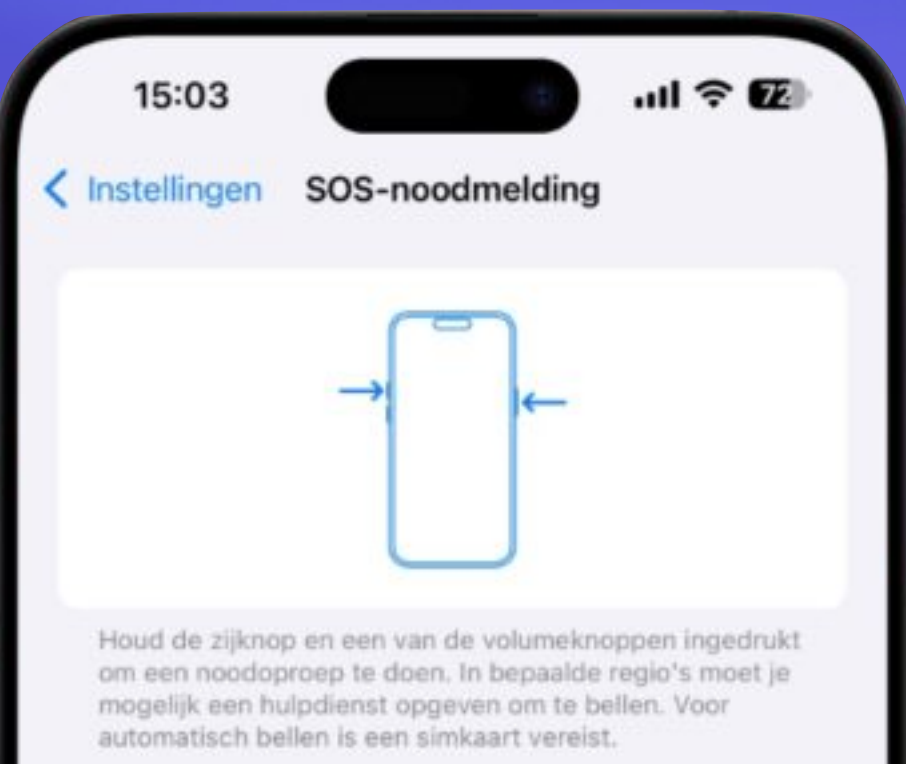 15:03
72
Instellingen
SOS-noodmelding
Houd de zijknop en een van de volumeknoppen ingedrukt
om een noodoproep te doen. In bepaalde regio's moet je
mogelijk een hulpdienst opgeven om te bellen. Voor
automatisch bellen is een simkaart vereist.